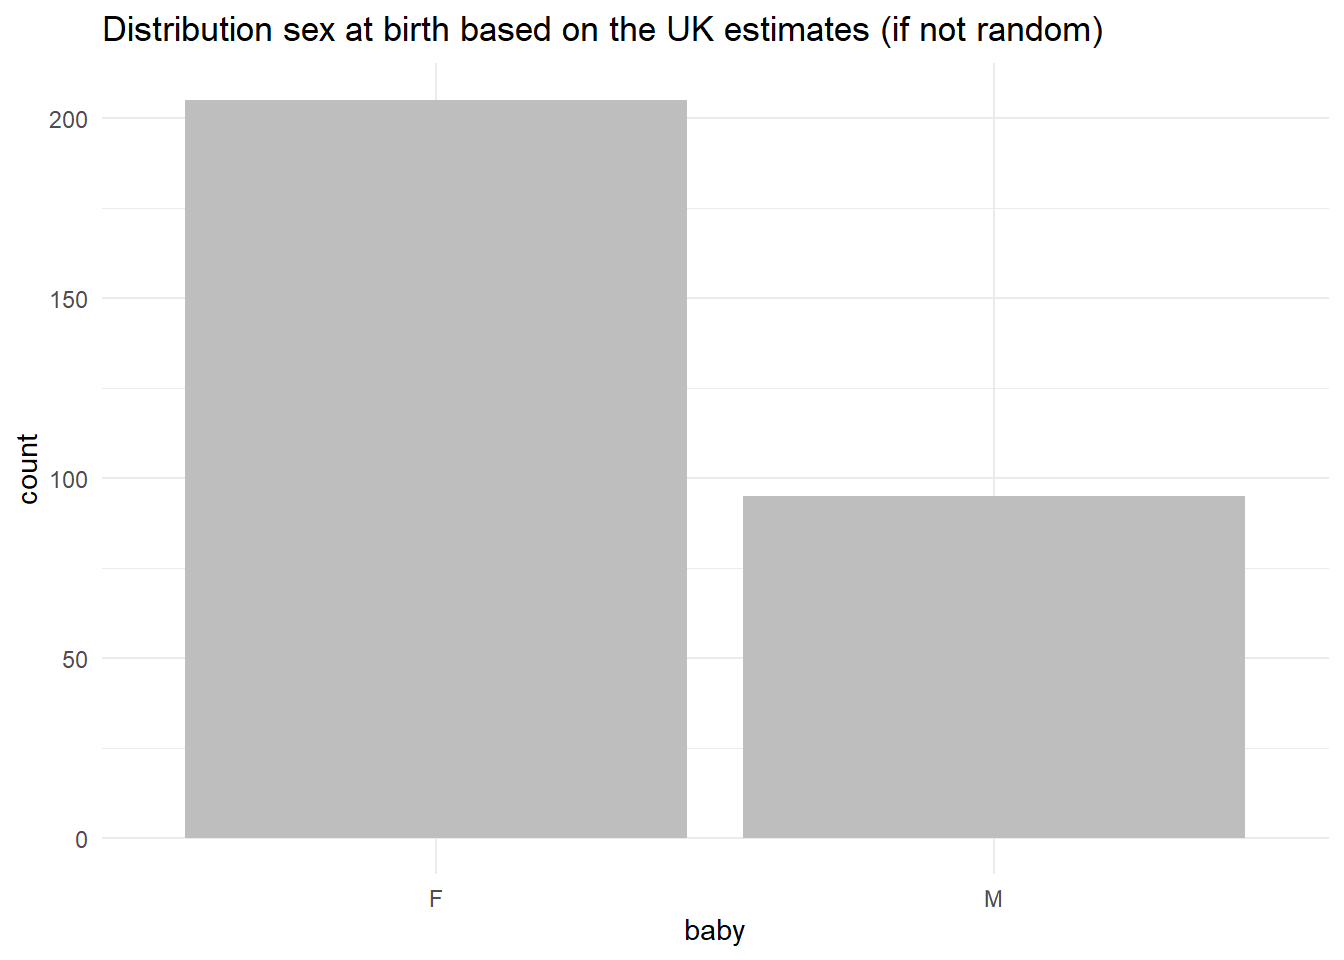 Distribution sex at birth based on the UK estimates (if not random)
200
150
100
50
0
count
F
M
baby